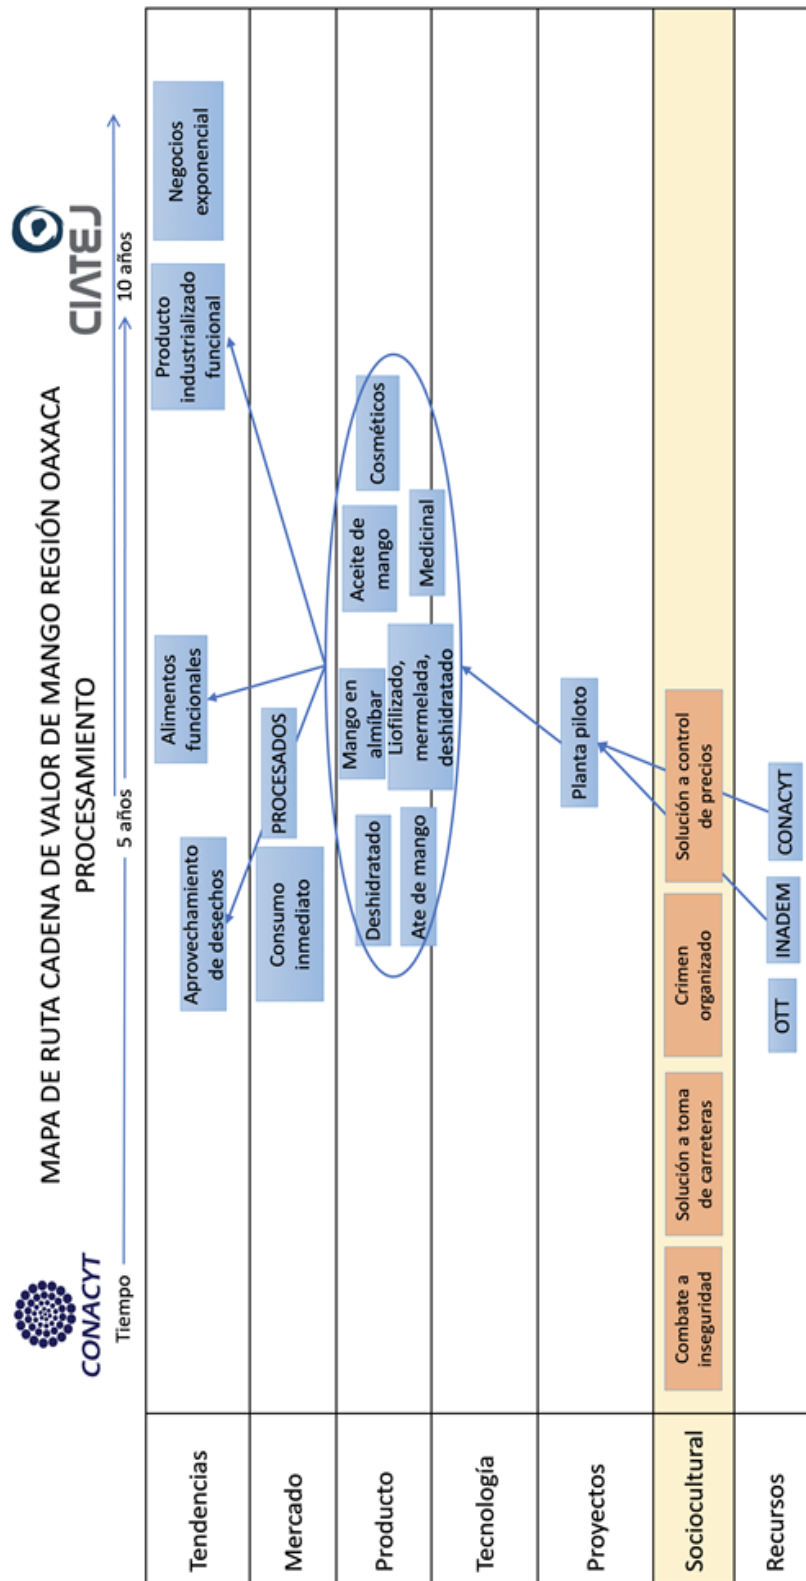 MAPA DE RUTA CADENA DE VALOR DE MANGO REGIÓN OAXACA
PROCESAMIENTO
CONACYT
CIATEJ
Tiempo
5 años
10 años
Tendencias
Aprovechamiento
de desechos
Alimentos
funcionales
Producto
industrializado
funcional
Negocios
exponencial
Mercado
Consumo
inmediato
PROCESADOS
Producto
Deshidratado
Ate de mango
Mango en
almíbar
Liofilizado,
mermelada,
deshidratado
Aceite de
mango
Medicinal
Cosméticos
Tecnología
Proyectos
Planta piloto
Sociocultural
Combate a
inseguridad
Solución a toma
de carreteras
Crimen
organizado
Solución a control
de precios
Recursos
OTT
INADEM
CONACYT